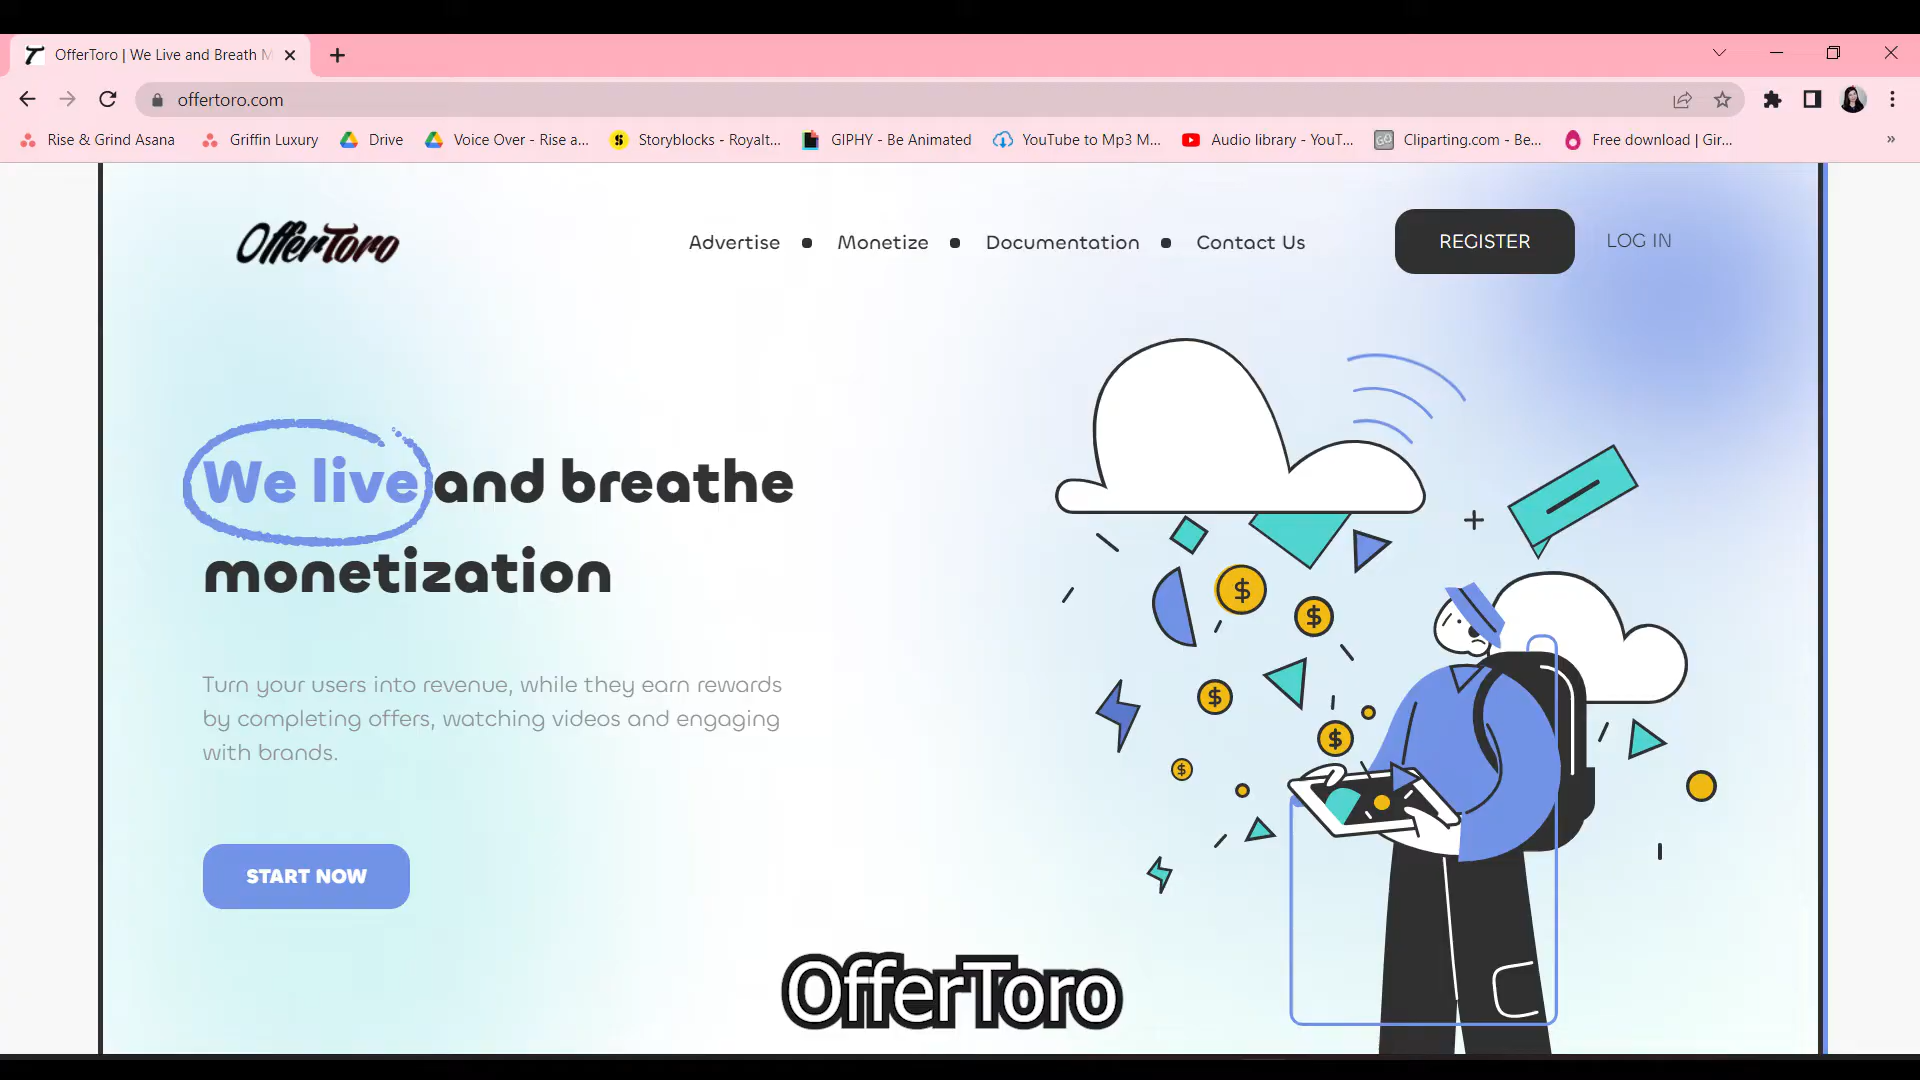 OfferToro | We Live and Breath M
offertoro.com
Rise & Grind Asana
Griffin Luxury
Drive
Voice Over - Rise a...
Storyblocks - Royalt...
GIPHY - Be Animated
YouTube to Mp3 M...
Audio library - YouT...
GG
Cliparting.com - Be...
Free download | Gir...
»
OfferToro
Advertise • Monetize • Documentation • Contact Us
REGISTER
LOG IN
We live and breathe
monetization
Turn your users into revenue, while they earn rewards
by completing offers, watching videos and engaging
with brands.
START NOW
$
$
$
$
$
OfferToro